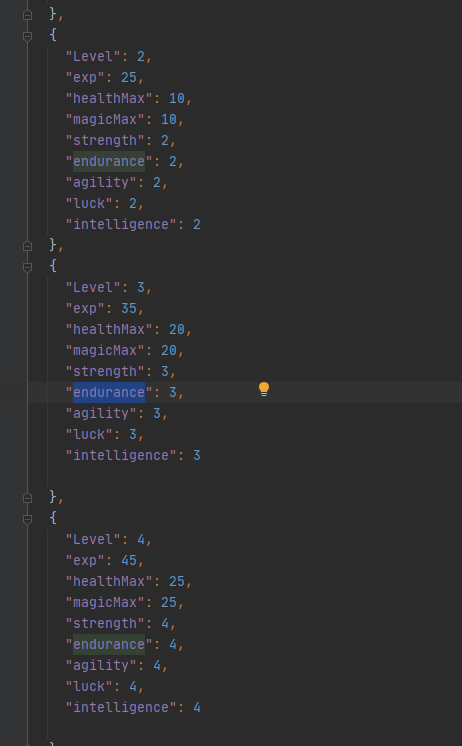 },
{
"Level": 2,
"exp": 25,
"healthMax": 10,
"magicMax": 10,
"strength": 2,
"endurance": 2,
"agility": 2,
"luck": 2,
"intelligence": 2
},
{
"Level": 3,
"exp": 35,
"healthMax": 20,
"magicMax": 20,
"strength": 3,
"endurance": 3,
"agility": 3,
"luck": 3,
"intelligence": 3
},
{
"Level": 4,
"exp": 45,
"healthMax": 25,
"magicMax": 25,
"strength": 4,
"endurance": 4,
"agility": 4,
"luck": 4,
"intelligence": 4